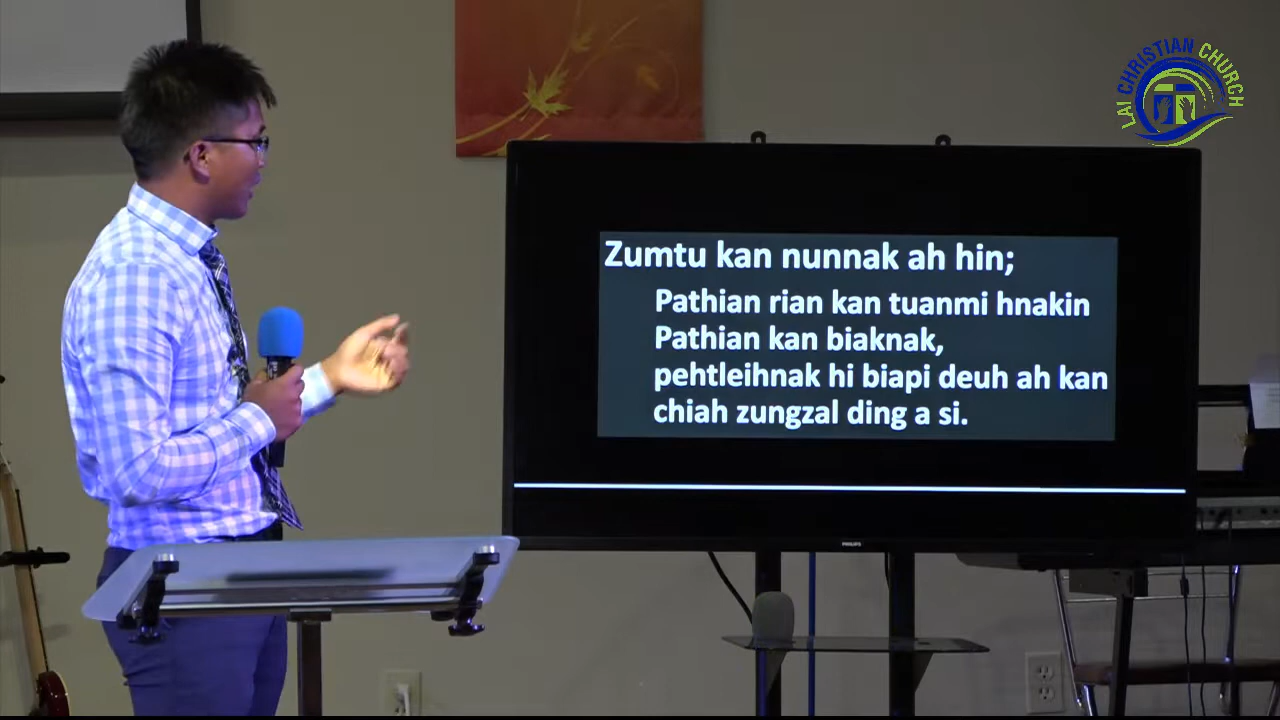 LAI CHRISTIAN CHURCH
Zumtu kan nunnak ah hin;
Pathian rian kan tuanmi hnakin
Pathian kan biaknak,
pehtleihnak hi biapi deuh ah kan
chiah zungzal ding a si.
PHILIPS